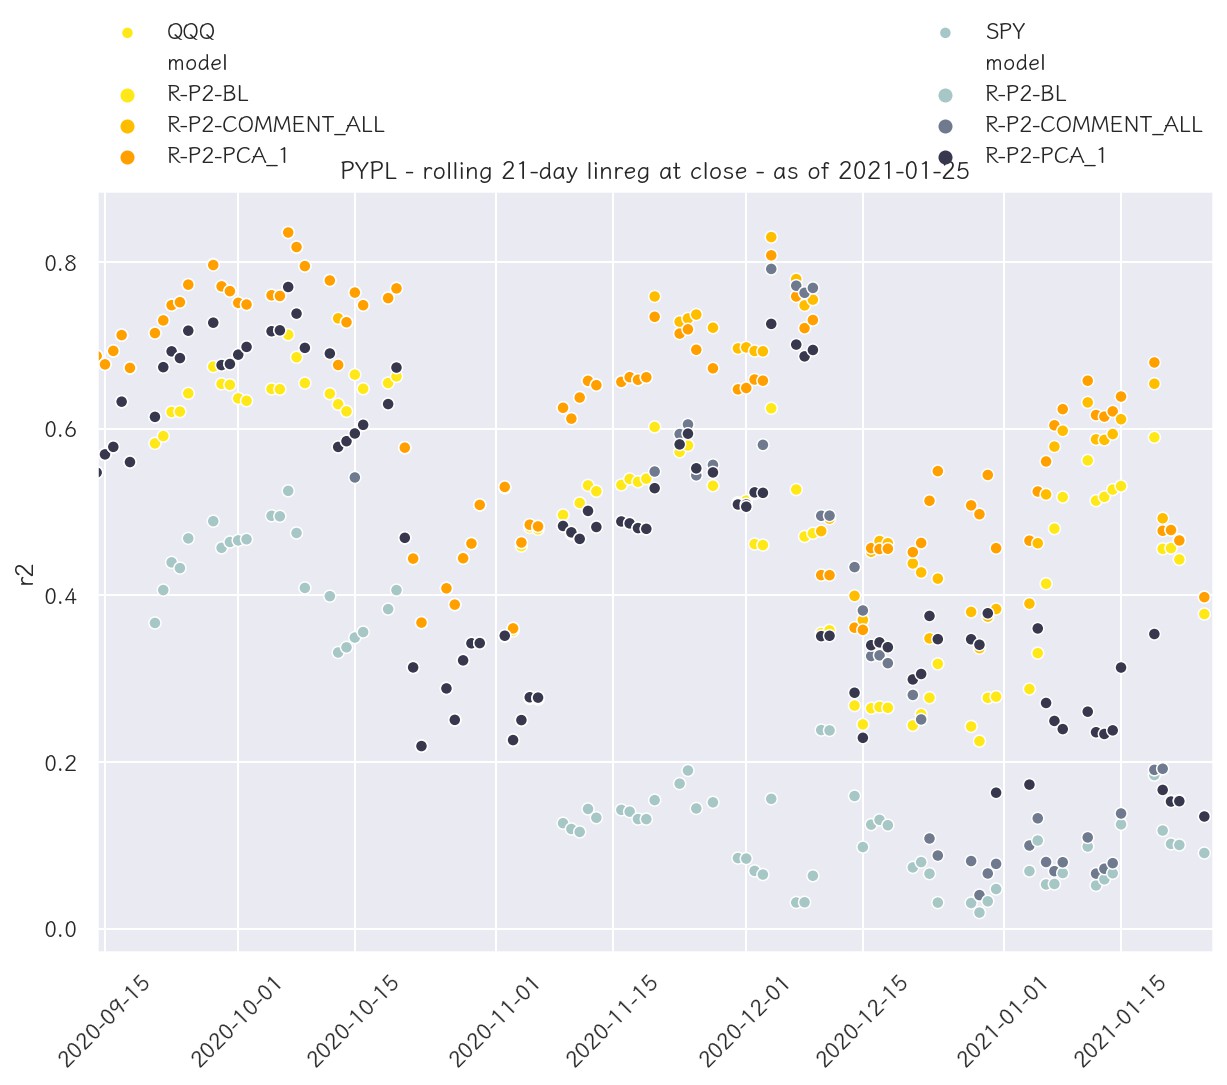 QQQ
model
R-P2-BL
R-P2-COMMENT_ALL
R-P2-PCA_1
SPY
model
R-P2-BL
R-P2-COMMENT_ALL
R-P2-PCA_1
PYPL - rolling 21-day linreg at close - as of 2021-01-25
r2
0.8
0.6
0.4
0.2
0.0
2020-09-15
2020-10-01
2020-10-15
2020-11-01
2020-11-15
2020-12-01
2020-12-15
2021-01-01
2021-01-15